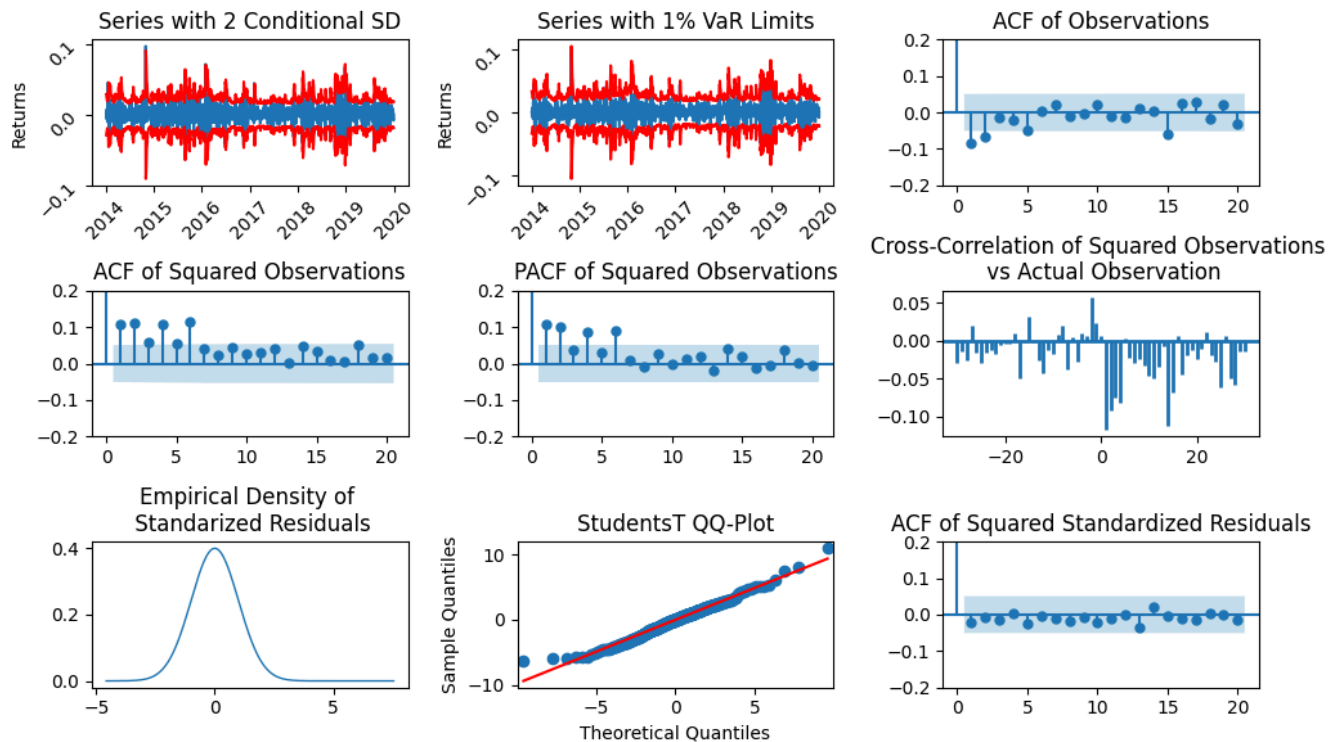 Series with 2 Conditional SD
Returns
0.1
0.0
−0.1
2014 2015 2016 2017 2018 2019 2020
Series with 1% VaR Limits
Returns
0.1
0.0
−0.1
2014 2015 2016 2017 2018 2019 2020
ACF of Observations
0.2
0.1
0.0
−0.1
−0.2
0 5 10 15 20
ACF of Squared Observations
0.2
0.1
0.0
−0.1
−0.2
0 5 10 15 20
PACF of Squared Observations
0.2
0.1
0.0
−0.1
−0.2
0 5 10 15 20
Cross-Correlation of Squared Observations
vs Actual Observation
0.05
0.00
−0.05
−0.10
−20 0 20
Empirical Density of
Standarized Residuals
0.4
0.2
0.0
−5 0 5
StudentsT QQ-Plot
Sample Quantiles
10
0
−10
−5 0 5
Theoretical Quantiles
ACF of Squared Standardized Residuals
0.2
0.1
0.0
−0.1
−0.2
0 5 10 15 20